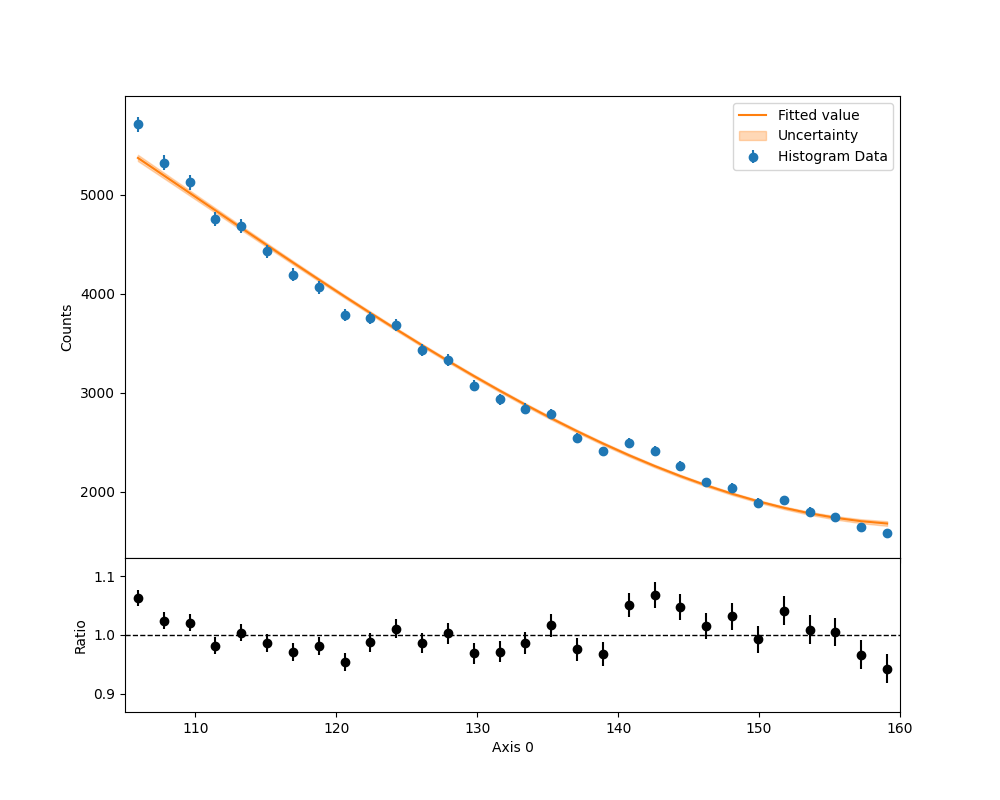 Fitted value
Uncertainty
Histogram Data
5000
4000
3000
2000
Counts
1.1
1.0
0.9
Ratio
110 120 130 140 150 160
Axis 0